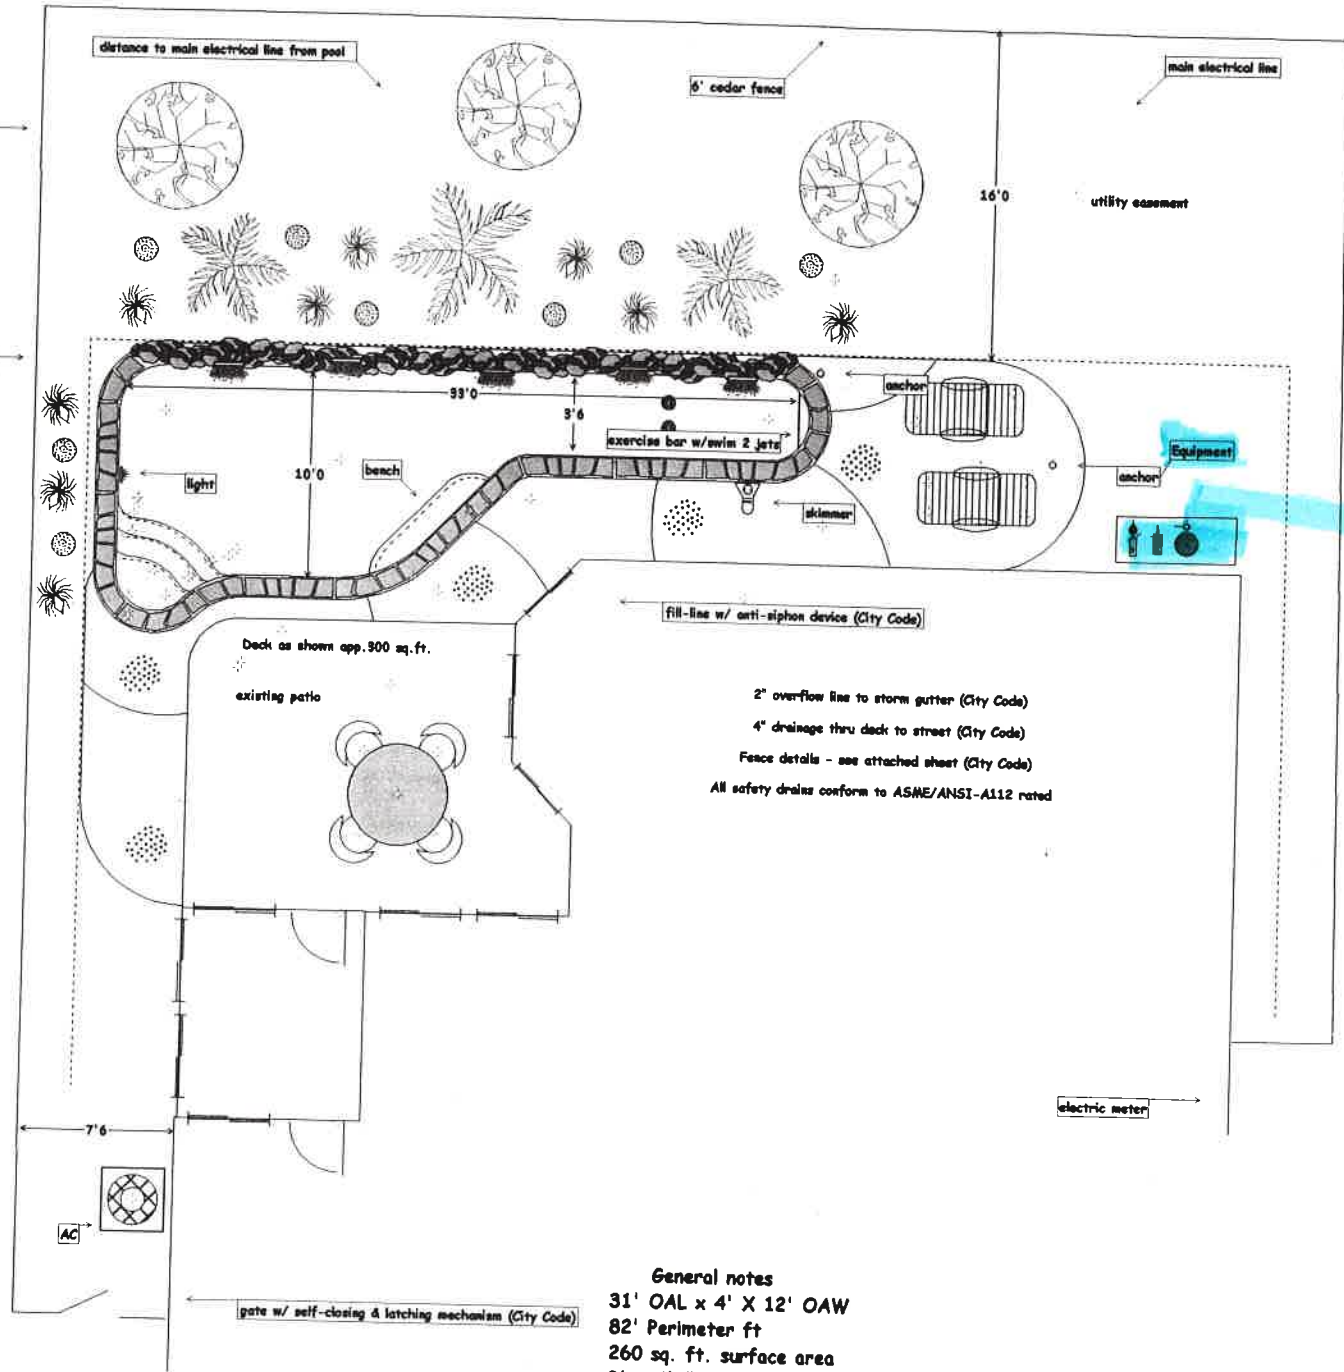 distance to main electrical line from pool
6' cedar fence
main electrical line
16'0
utility easement
anchor
33'0
3'6
exercise bar w/swim 2 jets
Equipment
anchor
light
10'0
bench
skimmer
fill-line w/ anti-siphon device (City Code)
Deck as shown app.300 sq.ft.
existing patio
2" overflow line to storm gutter (City Code)
4" drainage thru deck to street (City Code)
Fence details - see attached sheet (City Code)
All safety drains conform to ASME/ANSI-A112 rated
electric meter
7'6
AC
gate w/ self-closing & latching mechanism (City Code)
General notes
31' OAL x 4' X 12' OAW
82' Perimeter ft
260 sq. ft. surface area